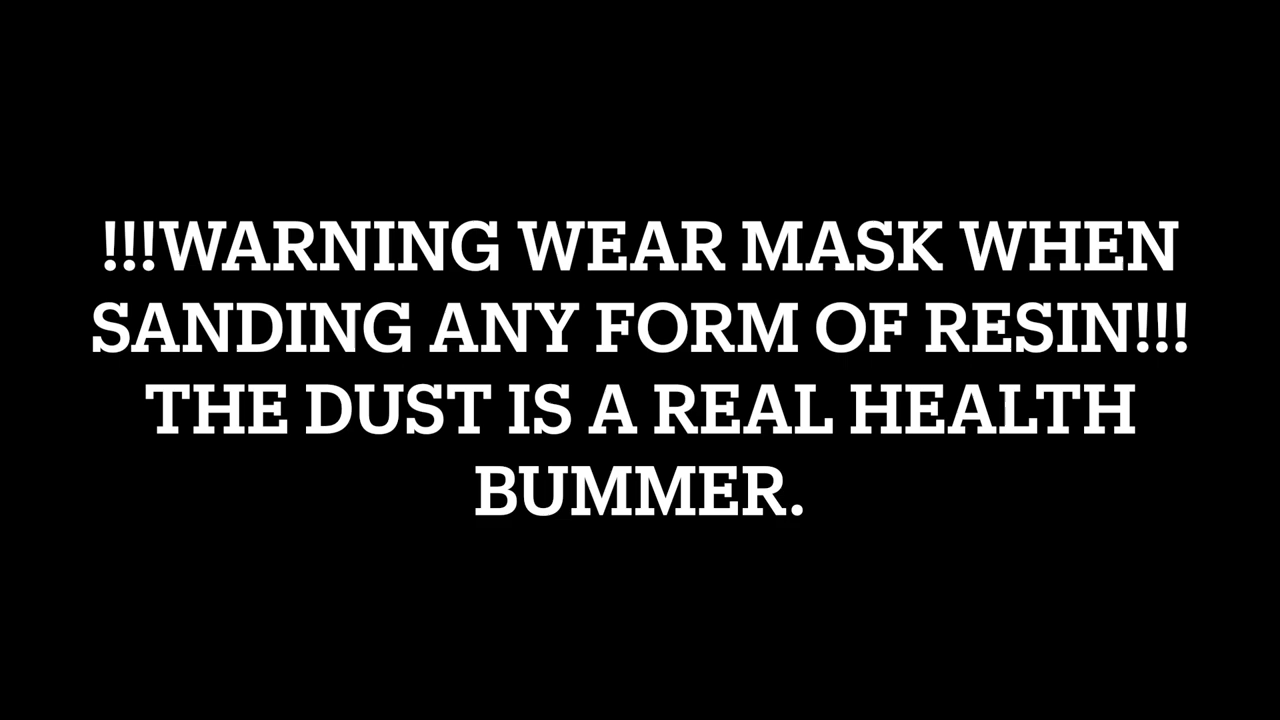 !!!WARNING WEAR MASK WHEN
SANDING ANY FORM OF RESIN!!!
THE DUST IS A REAL HEALTH
BUMMER.